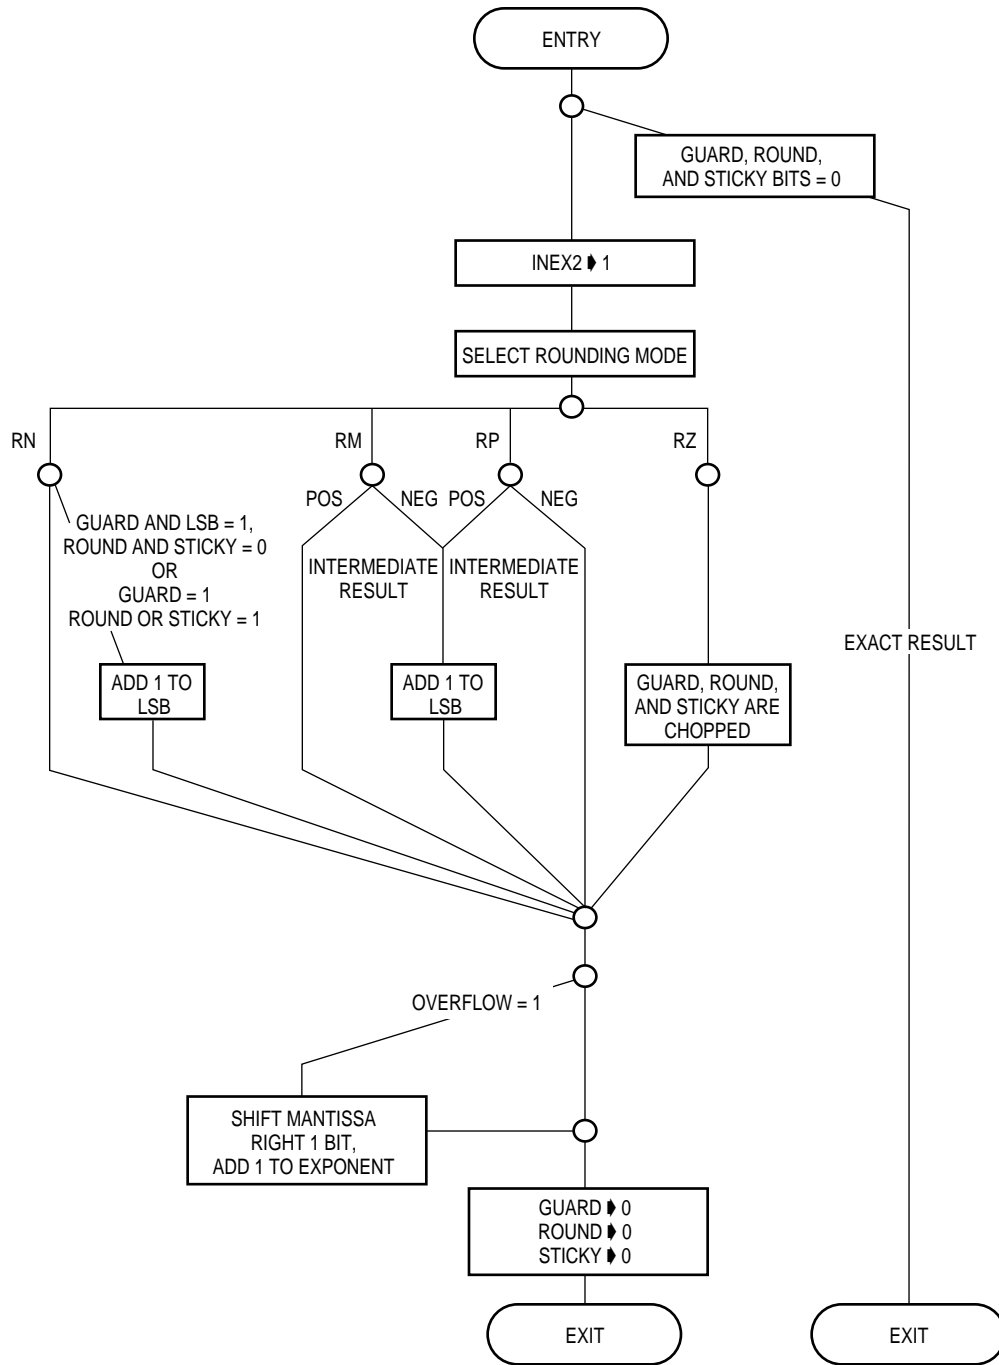 ENTRY
GUARD, ROUND,
AND STICKY BITS = 0
INEX2 ➧ 1
SELECT ROUNDING MODE
RN
RM
RP
RZ
POS
NEG
POS
NEG
GUARD AND LSB = 1,
ROUND AND STICKY = 0
OR
GUARD = 1
ROUND OR STICKY = 1
INTERMEDIATE
RESULT
INTERMEDIATE
RESULT
EXACT RESULT
ADD 1 TO
LSB
ADD 1 TO
LSB
GUARD, ROUND,
AND STICKY ARE
CHOPPED
OVERFLOW = 1
SHIFT MANTISSA
RIGHT 1 BIT,
ADD 1 TO EXPONENT
GUARD ➧ 0
ROUND ➧ 0
STICKY ➧ 0
EXIT
EXIT